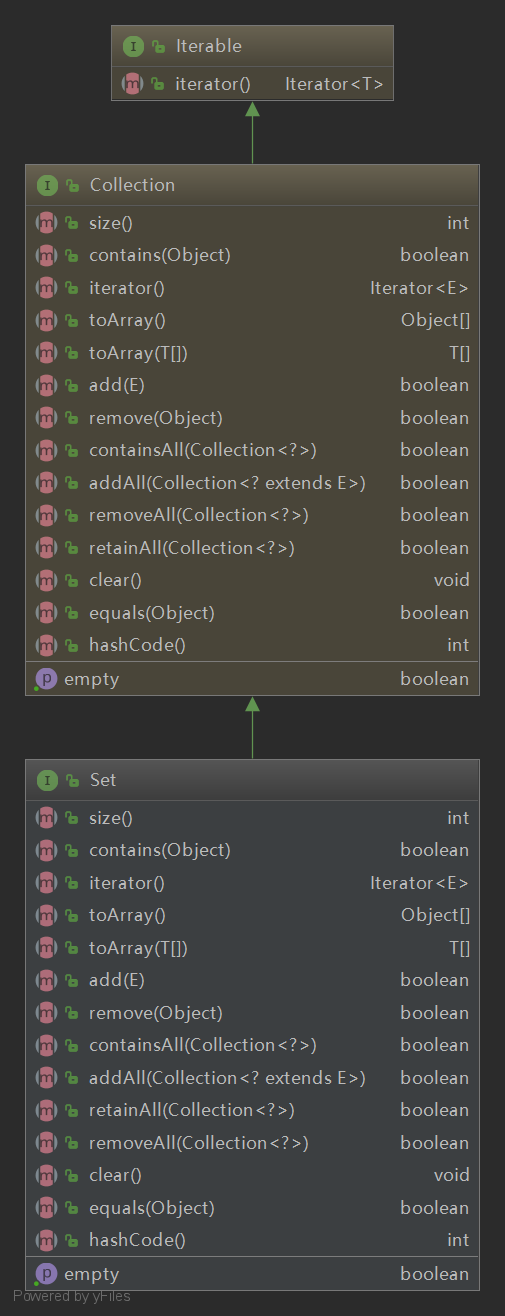 I Iterable
m iterator() Iterator<T>
I Collection
m size() int
m contains(Object) boolean
m iterator() Iterator<E>
m toArray() Object[]
m toArray(T[]) T[]
m add(E) boolean
m remove(Object) boolean
m containsAll(Collection<?>) boolean
m addAll(Collection<? extends E>) boolean
m removeAll(Collection<?>) boolean
m retainAll(Collection<?>) boolean
m clear() void
m equals(Object) boolean
m hashCode() int
p empty boolean
I Set
m size() int
m contains(Object) boolean
m iterator() Iterator<E>
m toArray() Object[]
m toArray(T[]) T[]
m add(E) boolean
m remove(Object) boolean
m containsAll(Collection<?>) boolean
m addAll(Collection<? extends E>) boolean
m retainAll(Collection<?>) boolean
m removeAll(Collection<?>) boolean
m clear() void
m equals(Object) boolean
m hashCode() int
p empty boolean
Powered by yFiles